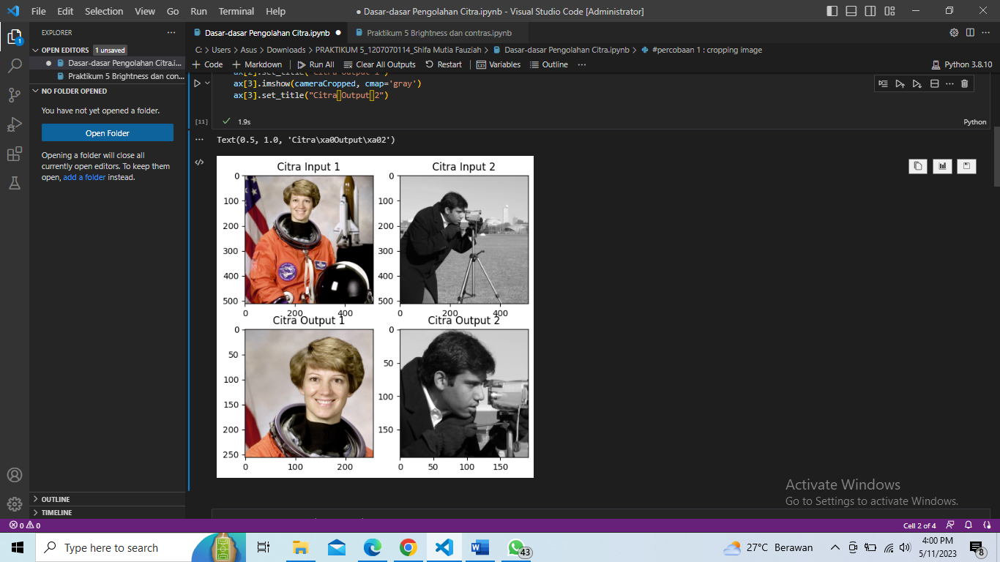 File Edit Selection View Go Run Terminal Help
● Dasar-dasar Pengolahan Citra.ipynb - Visual Studio Code [Administrator]
EXPLORER
OPEN EDITORS 1 unsaved
● Dasar-dasar Pengolahan Citra.i...
Praktikum 5 Brightness dan con...
NO FOLDER OPENED
You have not yet opened a folder.
Open Folder
Opening a folder will close all
currently open editors. To keep them
open, add a folder instead.
OUTLINE
TIMELINE
Dasar-dasar Pengolahan Citra.ipynb ●
Praktikum 5 Brightness dan contras.ipynb
C: > Users > Asus > Downloads > PRAKTIKUM 5_1207070114_Shifa Mutia Fauziah > Dasar-dasar Pengolahan Citra.ipynb > #percobaan 1 : cropping image
+ Code + Markdown Run All Clear All Outputs Restart Variables Outline ... Python 3.8.10
ax[2].set_title("Citra Output 1")
ax[3].imshow(cameraCropped, cmap='gray')
ax[3].set_title("Citra Output 2")
[11] 1.9s Python
Text(0.5, 1.0, 'Citra\xa0Output\xa02')
Citra Input 1
0
100
200
300
400
500
0 200 400
Citra Input 2
0
100
200
300
400
500
0 200 400
Citra Output 1
0
50
100
150
200
250
0 100 200
Citra Output 2
0
50
100
150
0 50 100 150
Activate Windows
Go to Settings to activate Windows.
0 0
Cell 2 of 4
Type here to search
43
27°C Berawan
4:00 PM
5/11/2023
8